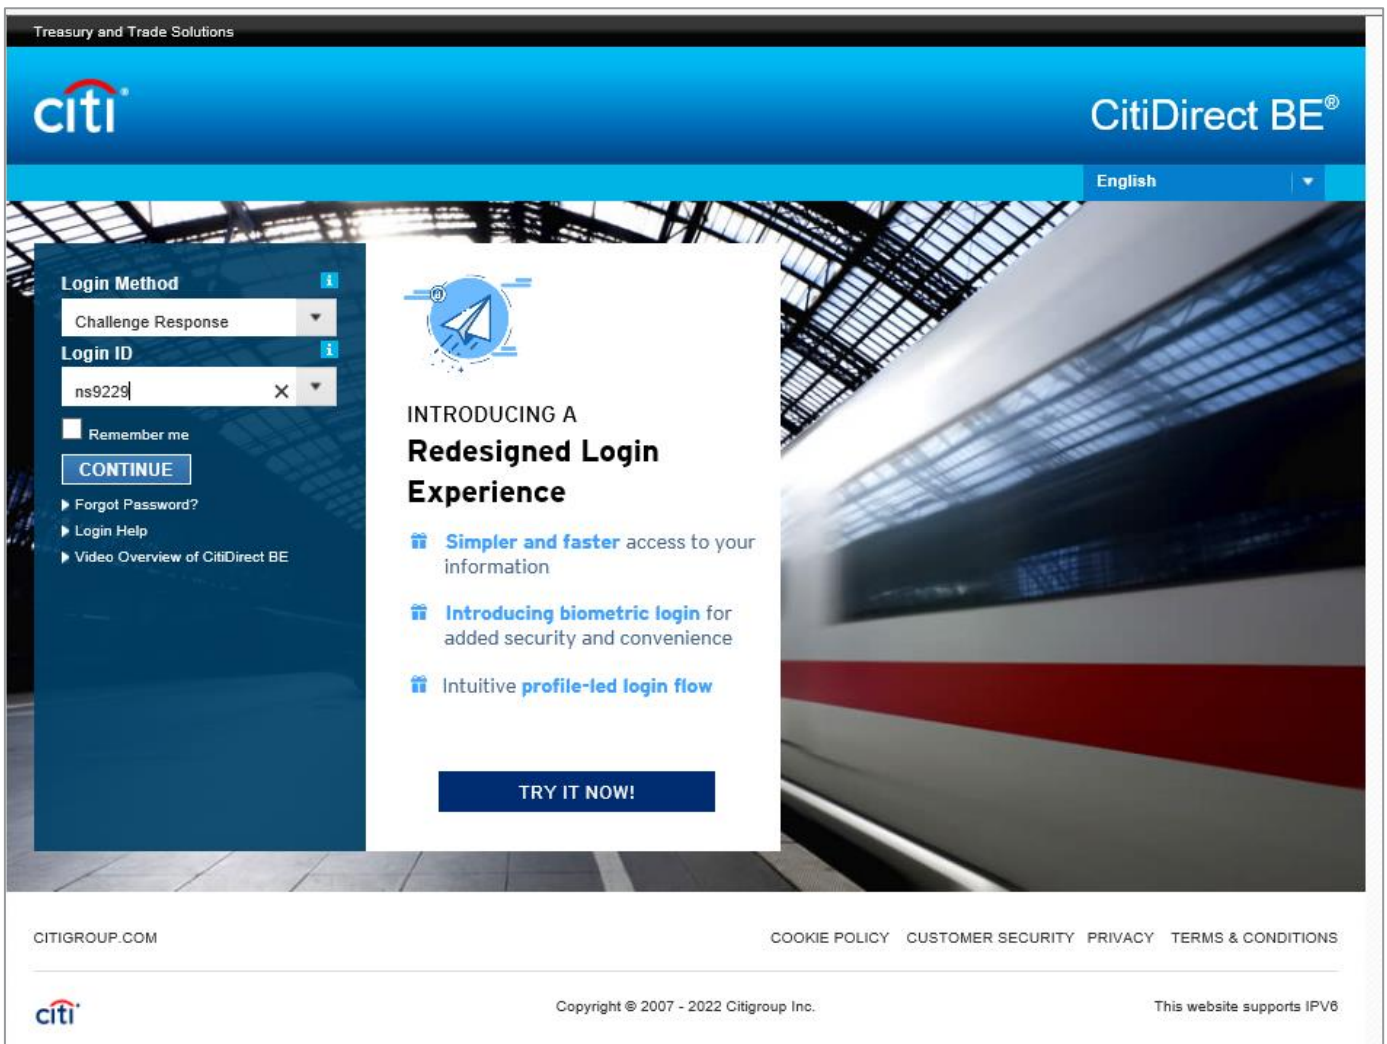 Treasury and Trade Solutions
citi®
CitiDirect BE®
English
Login Method
i
Challenge Response
Login ID
i
ns9229
Remember me
CONTINUE
Forgot Password?
Login Help
Video Overview of CitiDirect BE
@
INTRODUCING A
Redesigned Login
Experience
Simpler and faster access to your
information
Introducing biometric login for
added security and convenience
Intuitive profile-led login flow
TRY IT NOW!
CITIGROUP.COM
COOKIE POLICY CUSTOMER SECURITY PRIVACY TERMS & CONDITIONS
citi®
Copyright © 2007 - 2022 Citigroup Inc.
This website supports IPV6